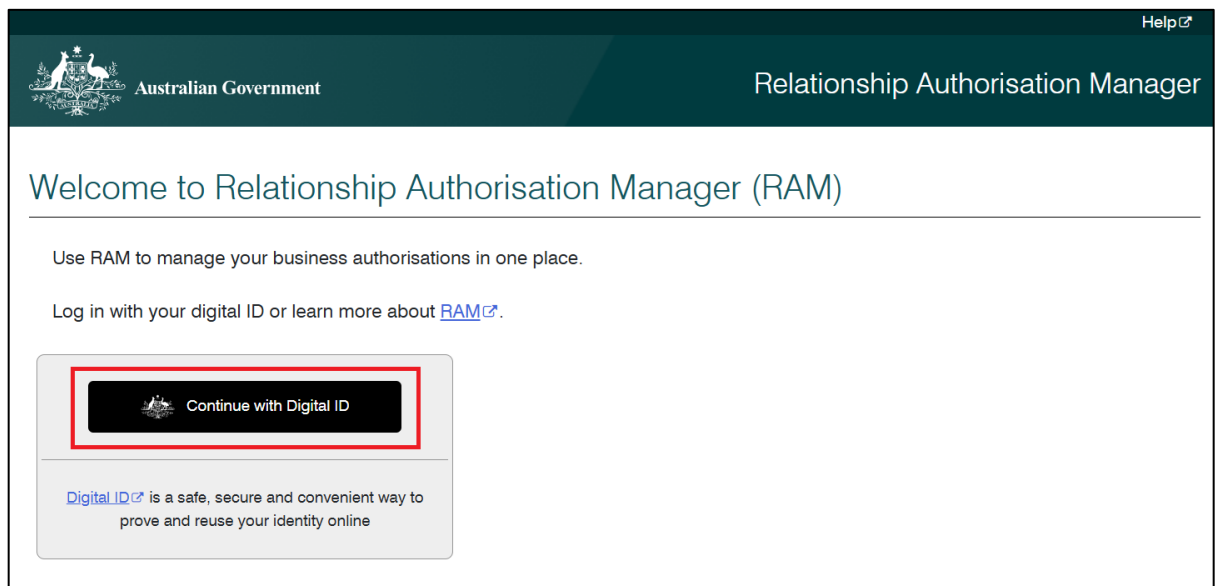 Help
Australian Government
Relationship Authorisation Manager
Welcome to Relationship Authorisation Manager (RAM)
Use RAM to manage your business authorisations in one place.
Log in with your digital ID or learn more about RAM.
Continue with Digital ID
Digital ID is a safe, secure and convenient way to
prove and reuse your identity online